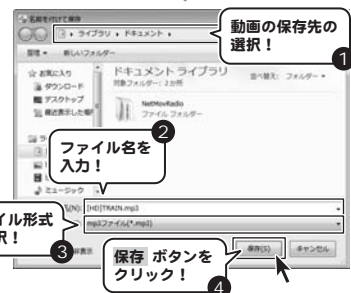 名前を付けて保存
ライブラリ ▸ ドキュメント ▸
動画の保存先の
選択！
1
整理 ▾ 新しいフォルダー
お気に入り
ダウンロード
デスクトップ
最近表示した場
ドキュメント ライブラリ
対象フォルダー: 2か所
並べ替え: フォルダー ▾
NetMovRadio
ファイル フォルダー
2
ファイル名を
入力！
ミュージック
(N): [HD]TRAIN.mp3
mp3ファイル(*.mp3)
イル形式
択！
3
保存 ボタンを
クリック！
4
保存(S)
キャンセル